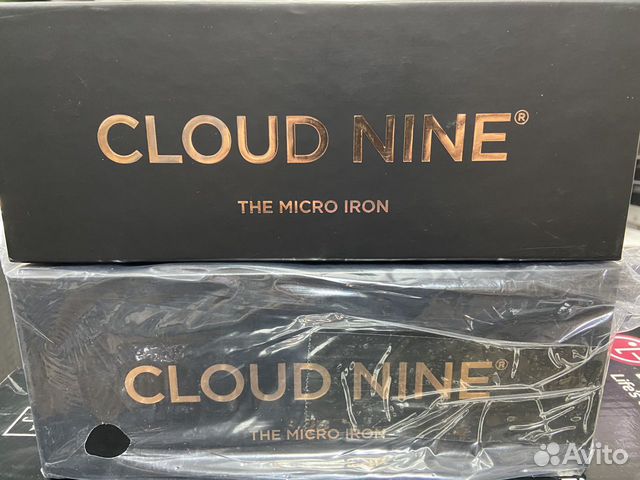 CLOUD NINE®
THE MICRO IRON
CLOUD NINE®
THE MICRO IRON
Avito